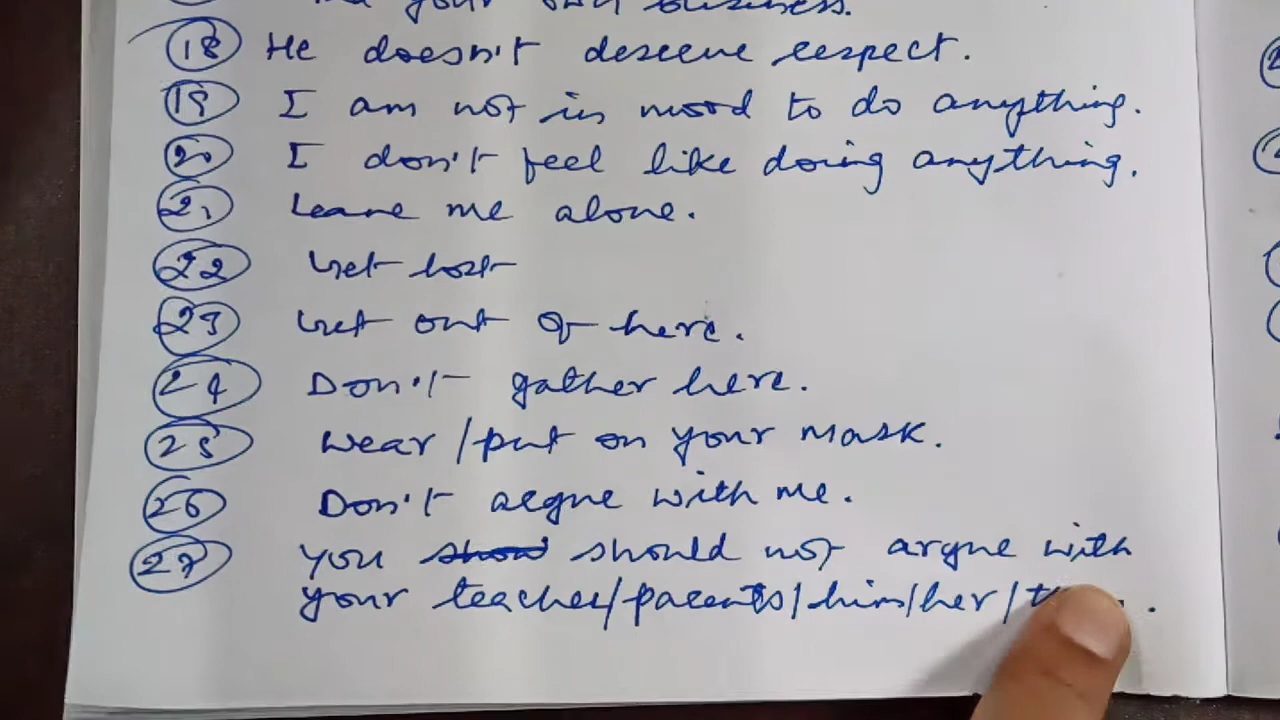 your own business.
18 He doesn't deserve respect.
19 I am not in mood to do anything.
20 I don't feel like doing anything.
21 Leave me alone.
22 Get lost
23 Get out of here.
24 Don't gather here.
25 Wear/put on your mask.
26 Don't argue with me.
27 You should not argue with
your teacher/parents/him/her/